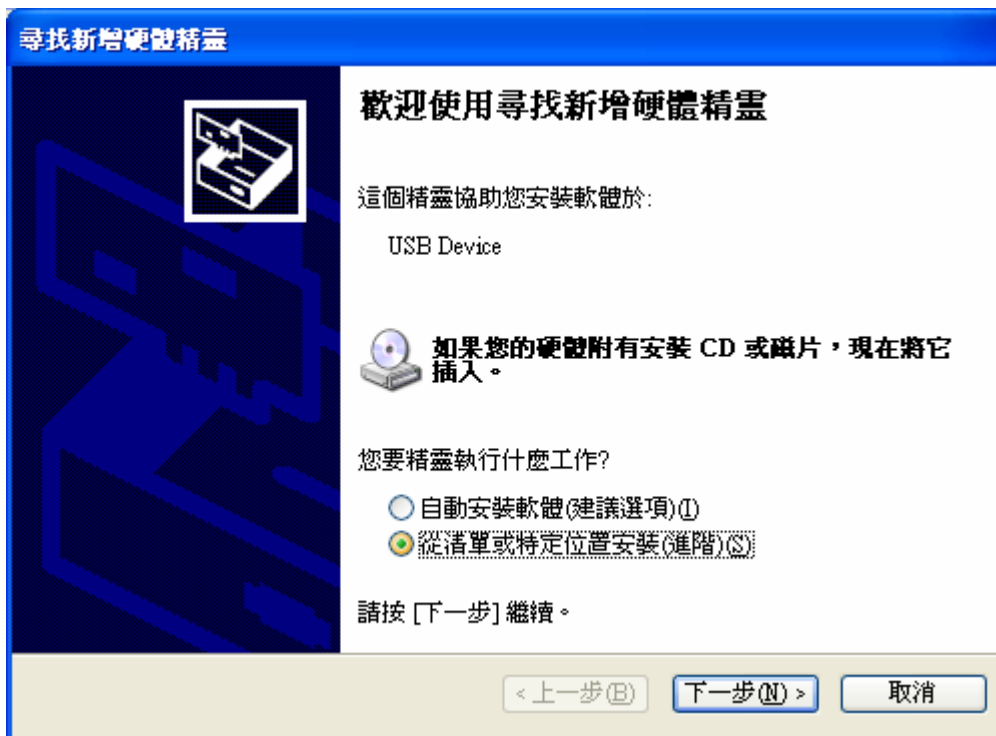 尋找新增硬體精靈
歡迎使用尋找新增硬體精靈
這個精靈協助您安裝軟體於:
USB Device
如果您的硬體附有安裝 CD 或磁片，現在將它
插入。
您要精靈執行什麼工作?
自動安裝軟體(建議選項)(I)
從清單或特定位置安裝(進階)(S)
請按 [下一步] 繼續。
< 上一步(B)
下一步(N) >
取消